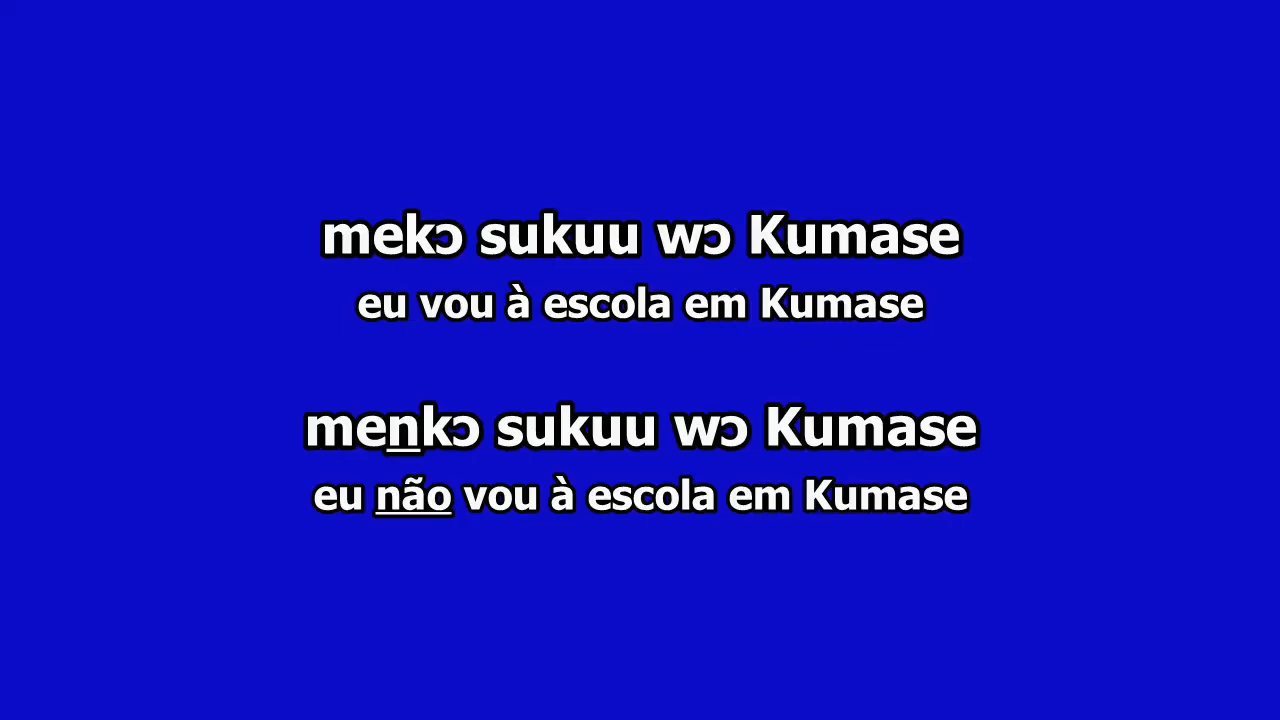 mekɔ sukuu wɔ Kumase
eu vou à escola em Kumase
menkɔ sukuu wɔ Kumase
eu não vou à escola em Kumase